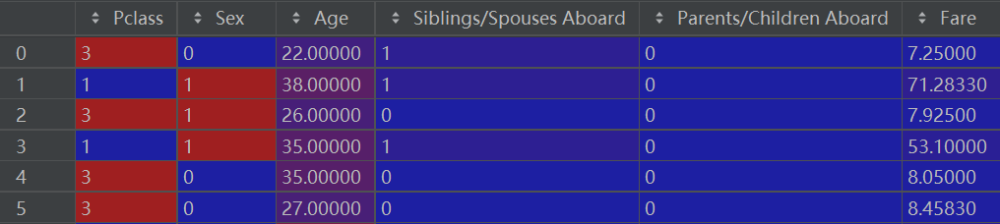 Pclass Sex Age Siblings/Spouses Aboard Parents/Children Aboard Fare
0 3 0 22.00000 1 0 7.25000
1 1 1 38.00000 1 0 71.28330
2 3 1 26.00000 0 0 7.92500
3 1 1 35.00000 1 0 53.10000
4 3 0 35.00000 0 0 8.05000
5 3 0 27.00000 0 0 8.45830